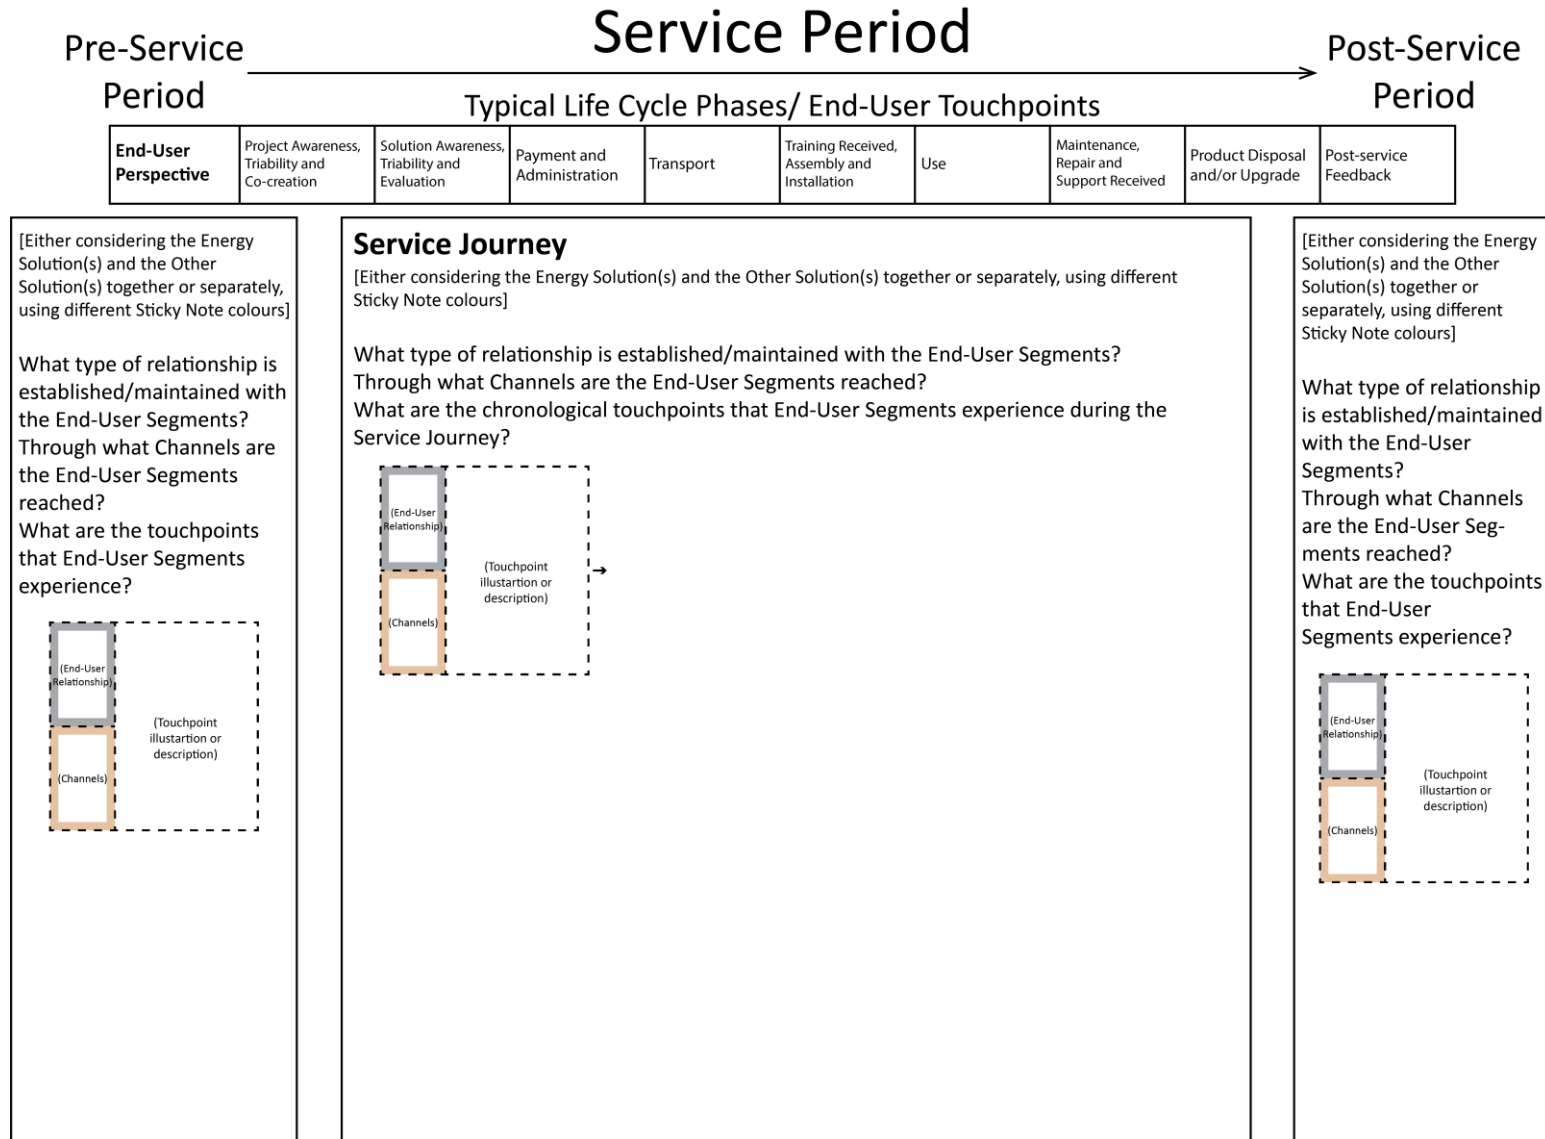 Service Period
Pre-Service
Period
Post-Service
Period
Typical Life Cycle Phases/ End-User Touchpoints
End-User
Perspective
Project Awareness,
Triability and
Co-creation
Solution Awareness,
Triability and
Evaluation
Payment and
Administration
Transport
Training Received,
Assembly and
Installation
Use
Maintenance,
Repair and
Support Received
Product Disposal
and/or Upgrade
Post-service
Feedback
[Either considering the Energy
Solution(s) and the Other
Solution(s) together or separately,
using different Sticky Note colours]
What type of relationship is
established/maintained with
the End-User Segments?
Through what Channels are
the End-User Segments
reached?
What are the touchpoints
that End-User Segments
experience?
(End-User
Relationship)
(Channels)
(Touchpoint
illustartion or
description)
Service Journey
[Either considering the Energy Solution(s) and the Other Solution(s) together or separately, using different
Sticky Note colours]
What type of relationship is established/maintained with the End-User Segments?
Through what Channels are the End-User Segments reached?
What are the chronological touchpoints that End-User Segments experience during the
Service Journey?
(End-User
Relationship)
(Channels)
(Touchpoint
illustartion or
description)
[Either considering the Energy
Solution(s) and the Other
Solution(s) together or
separately, using different
Sticky Note colours]
What type of relationship
is established/maintained
with the End-User
Segments?
Through what Channels
are the End-User Seg-
ments reached?
What are the touchpoints
that End-User
Segments experience?
(End-User
Relationship)
(Channels)
(Touchpoint
illustartion or
description)